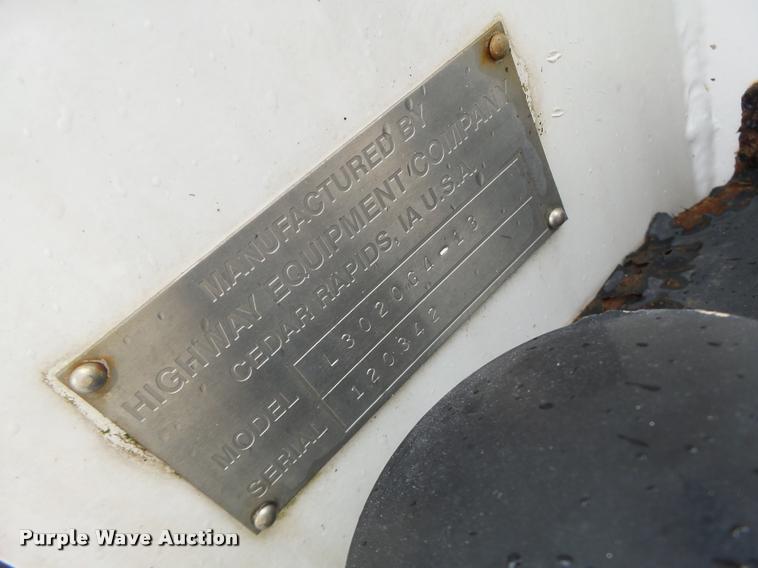 MANUFACTURED BY
HIGHWAY EQUIPMENT COMPANY
CEDAR RAPIDS, IA U.S.A.
MODEL L3020G4-13
SERIAL 120342
Purple Wave Auction